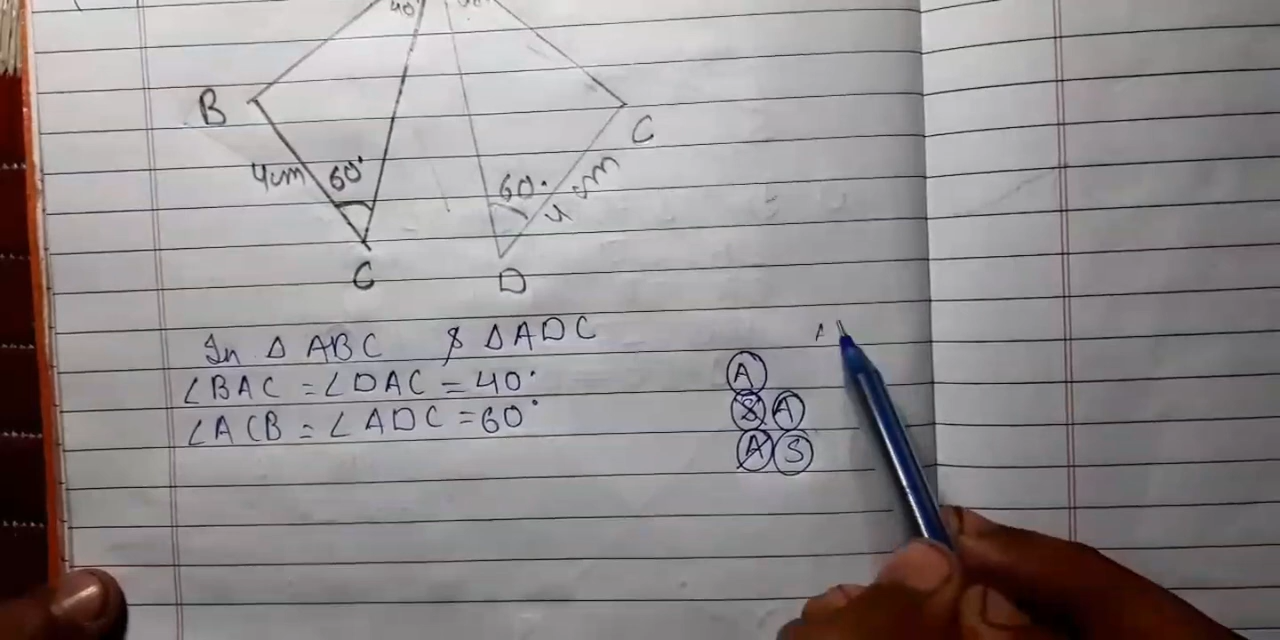 40°
B
C
4cm
60°
60°
4 cm
C
D
In Δ ABC & Δ ADC
∠BAC = ∠DAC = 40°
∠ACB = ∠ADC = 60°
A
S A
A S
A